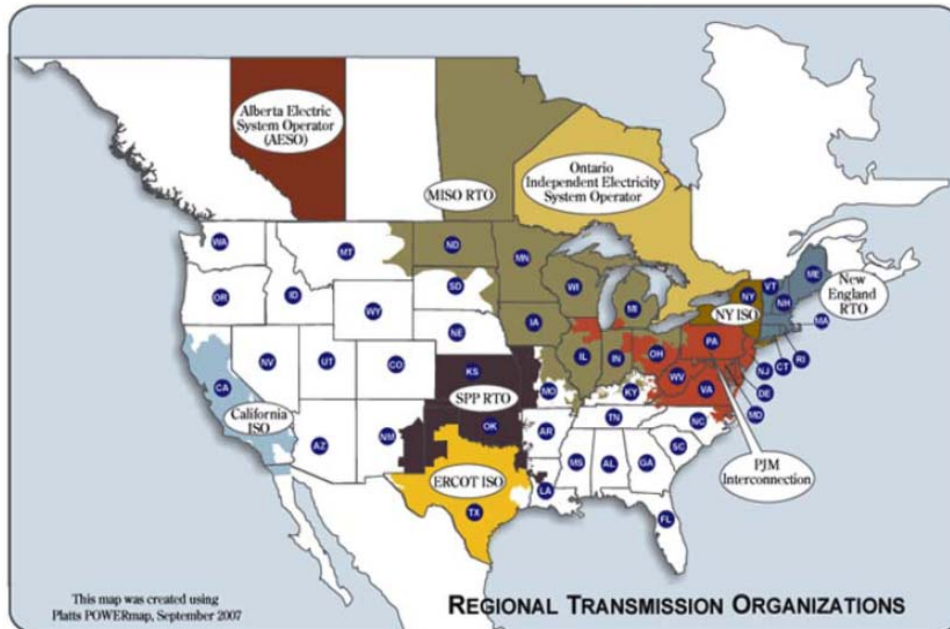 Alberta Electric
System Operator
(AESO)
Ontario
Independent Electricity
System Operator
MISO RTO
WA
MT
ND
MN
ME
VT
NH
New
England
RTO
OR
ID
SD
WI
MI
NY
NY ISO
MA
WY
IA
PA
RI
NE
CT
NV
UT
CO
IL
IN
OH
WV
NJ
DE
CA
KS
MO
KY
VA
MD
California
ISO
SPP RTO
TN
NC
AZ
NM
OK
AR
SC
PJM
Interconnection
MS
AL
GA
ERCOT ISO
LA
TX
FL
This map was created using
Platts POWERmap, September 2007
REGIONAL TRANSMISSION ORGANIZATIONS